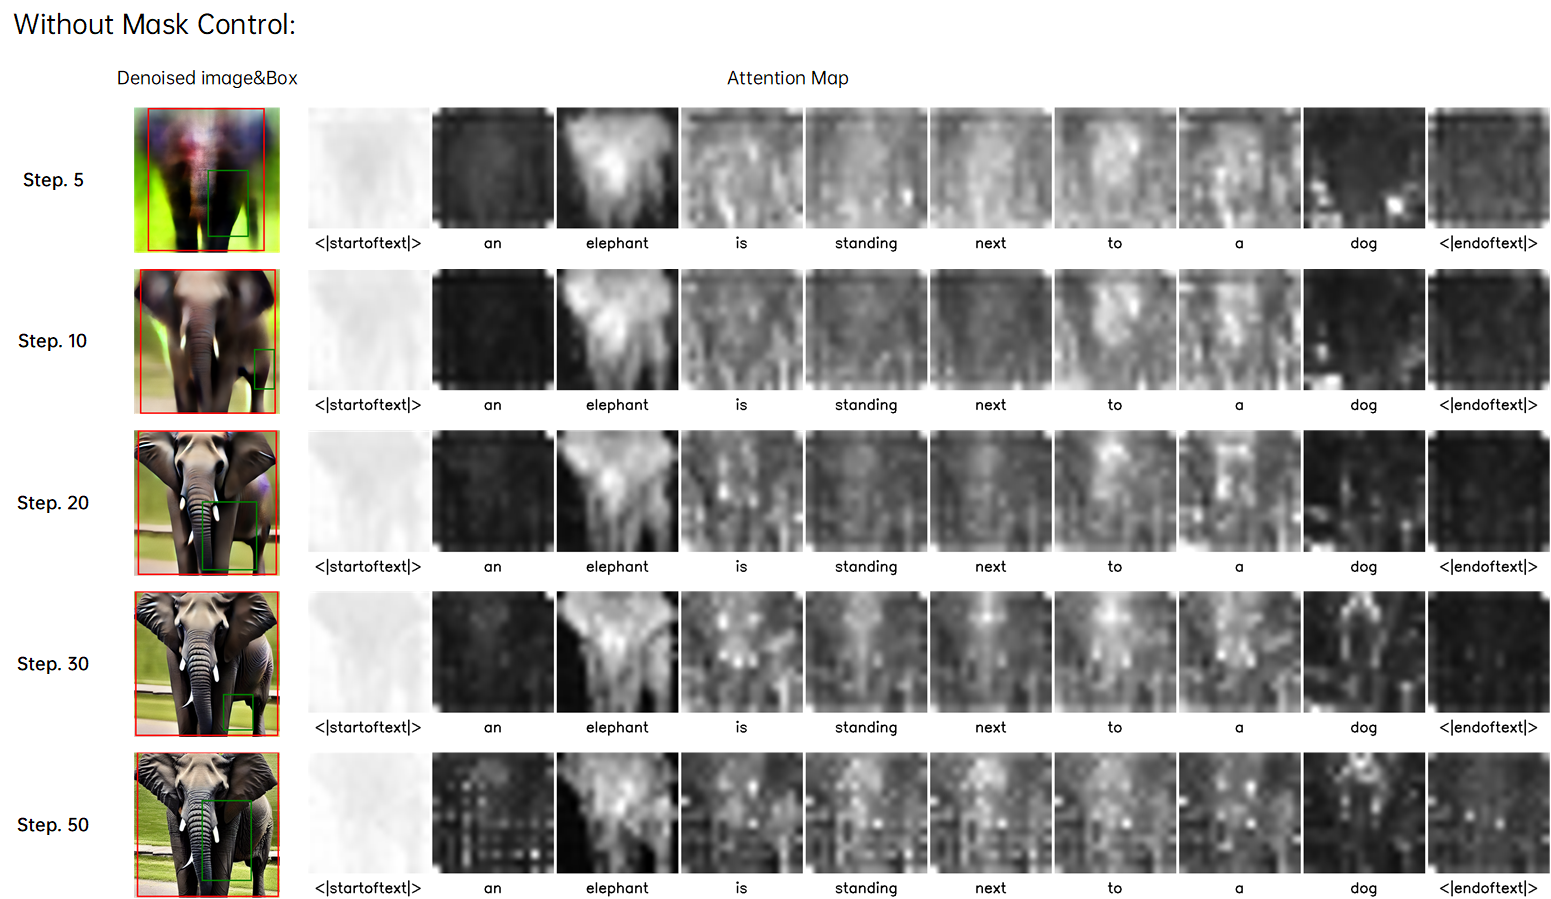 Without Mask Control:
Denoised image&Box Attention Map
Step. 5
<|startoftext|> an elephant is standing next to a dog <|endoftext|>
Step. 10
<|startoftext|> an elephant is standing next to a dog <|endoftext|>
Step. 20
<|startoftext|> an elephant is standing next to a dog <|endoftext|>
Step. 30
<|startoftext|> an elephant is standing next to a dog <|endoftext|>
Step. 50
<|startoftext|> an elephant is standing next to a dog <|endoftext|>